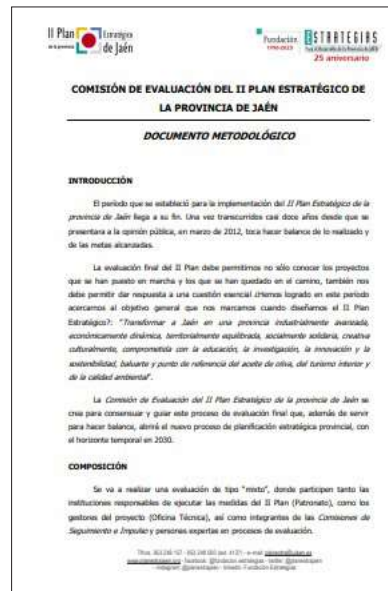 II Plan Estratégico
de la provincia de Jaén
Fundación ESTRATEGIAS
1998-2023
25 aniversario
COMISIÓN DE EVALUACIÓN DEL II PLAN ESTRATÉGICO DE
LA PROVINCIA DE JAÉN
DOCUMENTO METODOLÓGICO
INTRODUCCIÓN
El período que se estableció para la implementación del II Plan Estratégico de la
provincia de Jaén llega a su fin. Una vez transcurridos casi doce años desde que se
presentara a la opinión pública, en marzo de 2012, toca hacer balance de lo realizado y
de las metas alcanzadas.
La evaluación final del II Plan debe permitirnos no sólo conocer los proyectos
que se han puesto en marcha y los que se han quedado en el camino, también nos
debe permitir dar respuesta a una cuestión esencial ¿Hemos logrado en este período
acercarnos al objetivo general que nos marcamos cuando diseñamos el II Plan
Estratégico?: "Transformar a Jaén en una provincia industrialmente avanzada,
económicamente dinámica, territorialmente equilibrada, socialmente solidaria, creativa
culturalmente, comprometida con la educación, la investigación, la innovación y la
sostenibilidad, baluarte y punto de referencia del aceite de oliva, del turismo interior y
de la calidad ambiental".
La Comisión de Evaluación del II Plan Estratégico de la provincia de Jaén se
crea para consensuar y guiar este proceso de evaluación final que, además de servir
para hacer balance, abrirá el nuevo proceso de planificación estratégica provincial, con
el horizonte temporal en 2030.
COMPOSICIÓN
Se va a realizar una evaluación de tipo "mixto", donde participen tanto las
instituciones responsables de ejecutar las medidas del II Plan (Patronato), como los
gestores del proyecto (Oficina Técnica), así como integrantes de las Comisiones de
Seguimiento e Impulso y personas expertas en procesos de evaluación.